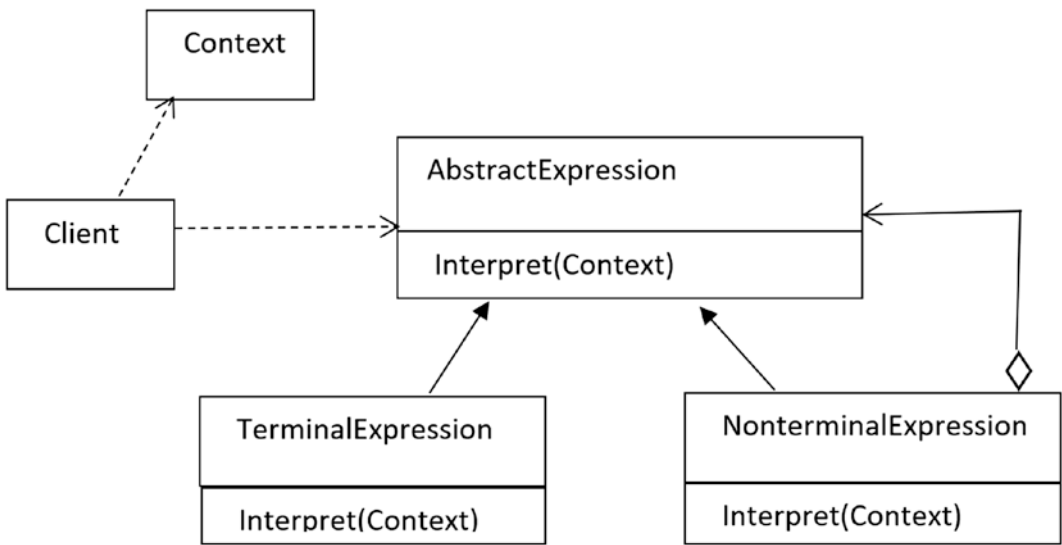 Context
AbstractExpression
Client
Interpret(Context)
TerminalExpression
NonterminalExpression
Interpret(Context)
Interpret(Context)